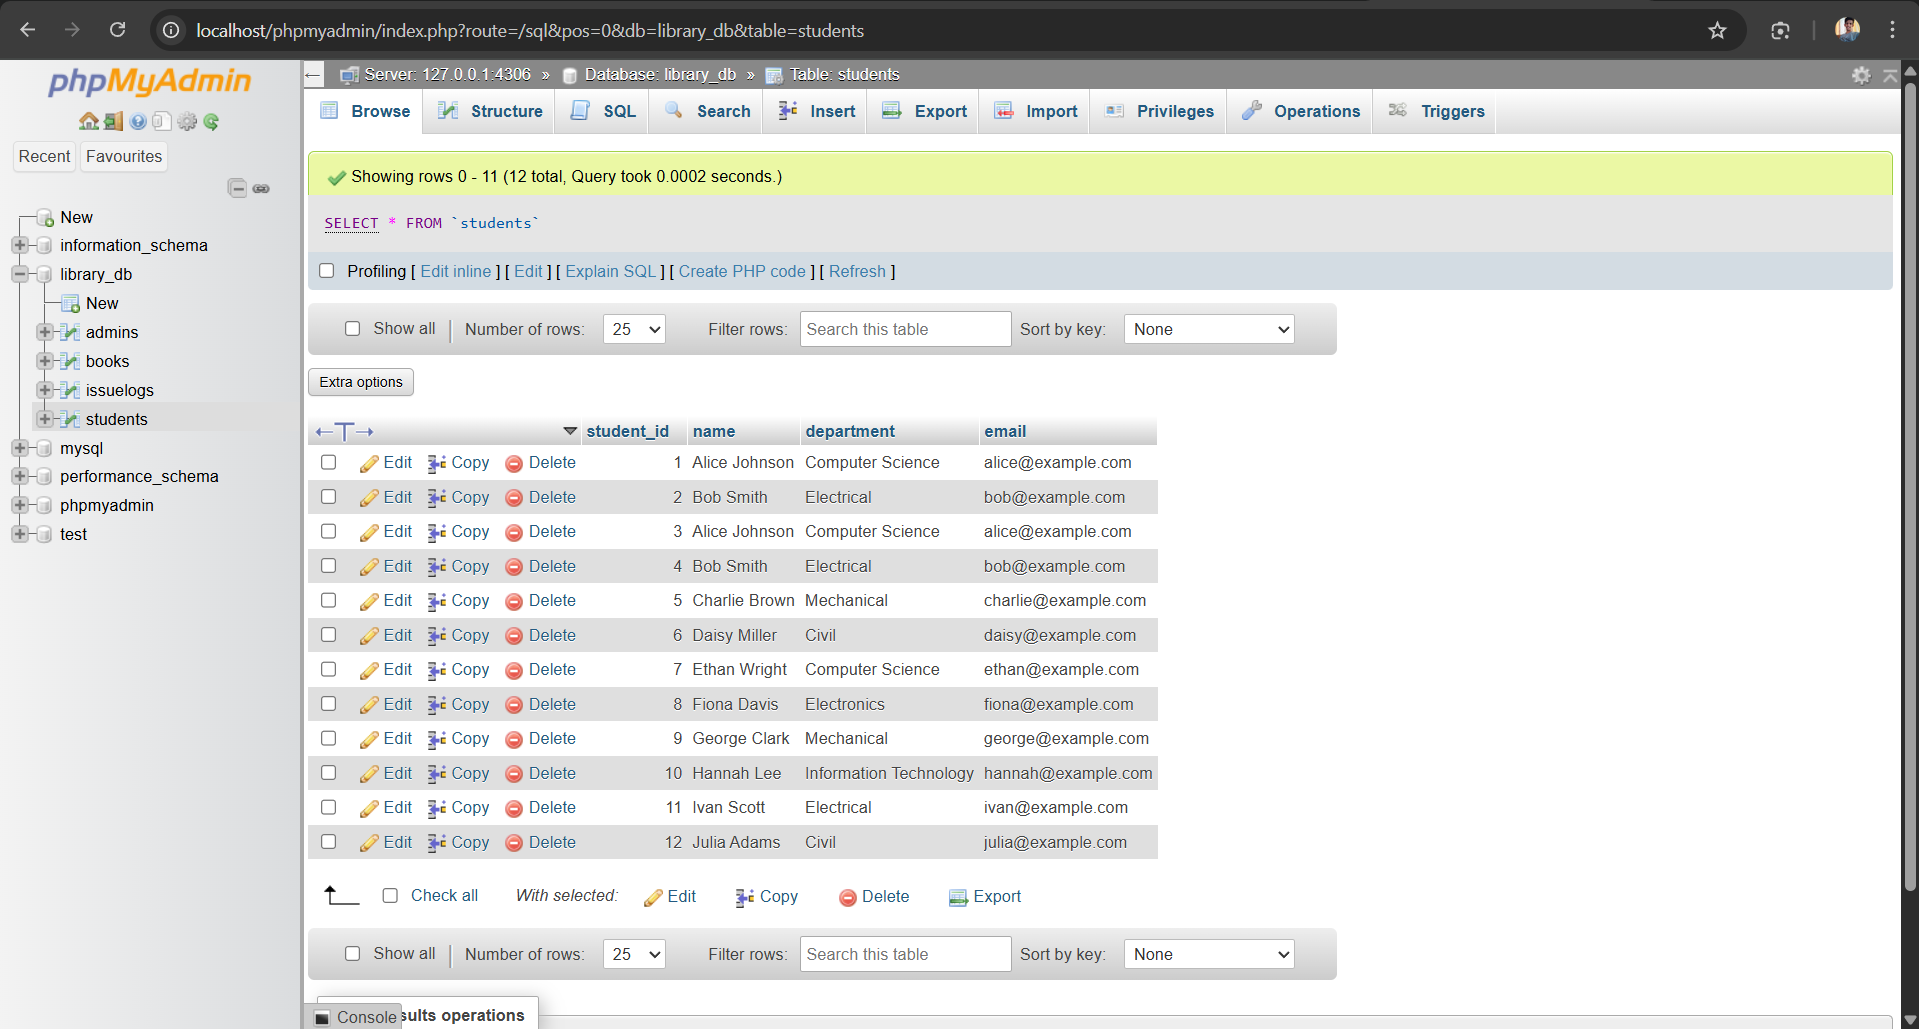 localhost/phpmyadmin/index.php?route=/sql&pos=0&db=library_db&table=students
phpMyAdmin
Recent Favourites
New
information_schema
library_db
New
admins
books
issuelogs
students
mysql
performance_schema
phpmyadmin
test
Server: 127.0.0.1:4306 » Database: library_db » Table: students
Browse Structure SQL Search Insert Export Import Privileges Operations Triggers
Showing rows 0 - 11 (12 total, Query took 0.0002 seconds.)
SELECT * FROM `students`
Profiling [ Edit inline ] [ Edit ] [ Explain SQL ] [ Create PHP code ] [ Refresh ]
Show all Number of rows: 25 Filter rows: Search this table Sort by key: None
Extra options
student_id name department email
Edit Copy Delete 1 Alice Johnson Computer Science alice@example.com
Edit Copy Delete 2 Bob Smith Electrical bob@example.com
Edit Copy Delete 3 Alice Johnson Computer Science alice@example.com
Edit Copy Delete 4 Bob Smith Electrical bob@example.com
Edit Copy Delete 5 Charlie Brown Mechanical charlie@example.com
Edit Copy Delete 6 Daisy Miller Civil daisy@example.com
Edit Copy Delete 7 Ethan Wright Computer Science ethan@example.com
Edit Copy Delete 8 Fiona Davis Electronics fiona@example.com
Edit Copy Delete 9 George Clark Mechanical george@example.com
Edit Copy Delete 10 Hannah Lee Information Technology hannah@example.com
Edit Copy Delete 11 Ivan Scott Electrical ivan@example.com
Edit Copy Delete 12 Julia Adams Civil julia@example.com
Check all With selected: Edit Copy Delete Export
Show all Number of rows: 25 Filter rows: Search this table Sort by key: None
Console sults operations